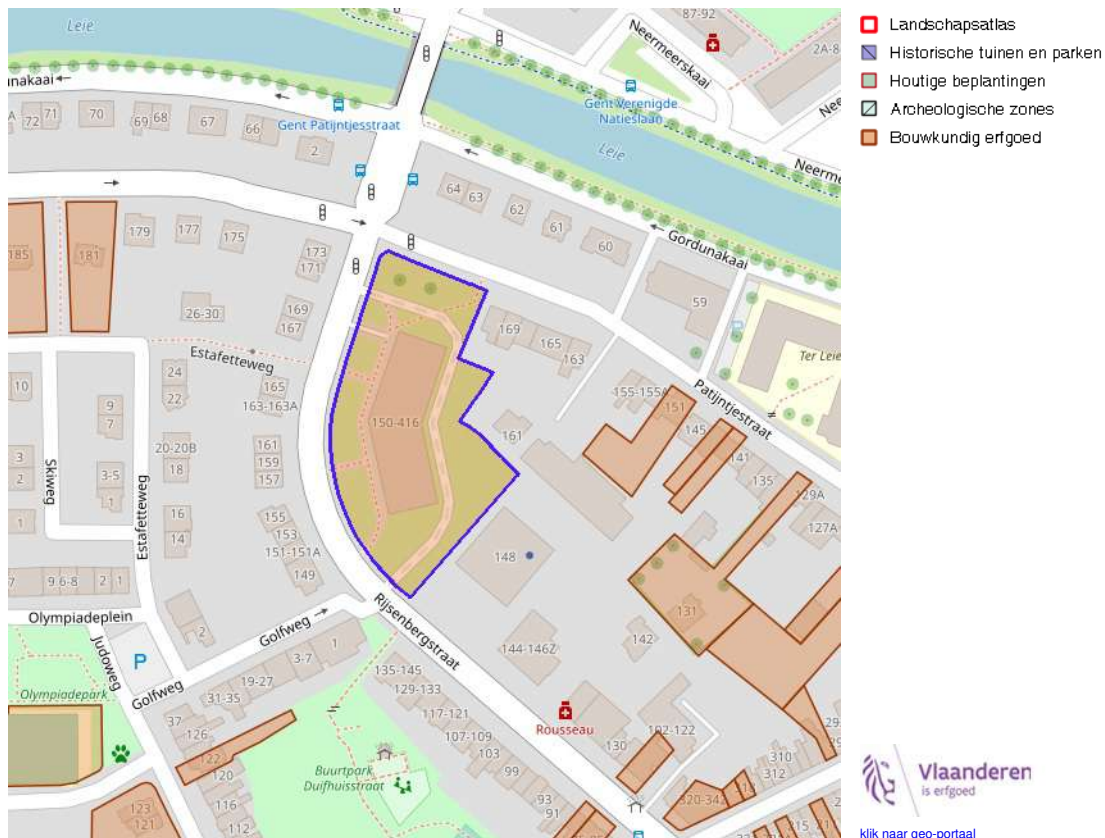 Leie
87-92
2A-8
Neermeerskaai
Gent Verenigde
Natieslaan
Leie
Neermee
Gent Patijntjesstraat
72
71
70
69
68
67
66
2
64
63
62
61
60
59
Gordunakaai
179
177
175
173
171
185
181
26-30
169
167
169
165
163
Estafetteweg
24
22
165
163-163A
10
9
7
150-416
161
155-155A
151
145
141
135
129A
127A
Patijntjestraat
Ter Leie
P
20-20B
18
161
159
157
3
2
3-5
1
1
Skiweg
Estafetteweg
16
14
155
153
151-151A
149
148
131
142
144-146Z
7
9
6-8
2
1
Olympiadeplein
Judoweg
P
2
Golfweg
Golfweg
Rijsenbergstraat
1
3-7
19-27
31-35
37
126
122
120
116
112
Olympiadepark
123
121
135-145
129-133
117-121
107-109
103
99
93
91
Buurtpark
Duifhuisstraat
Rousseau
130
102-122
320-342
318
310
312
Landschapsatlas
Historische tuinen en parken
Houtige beplantingen
Archeologische zones
Bouwkundig erfgoed
Vlaanderen
is erfgoed
klik naar geo-portaal